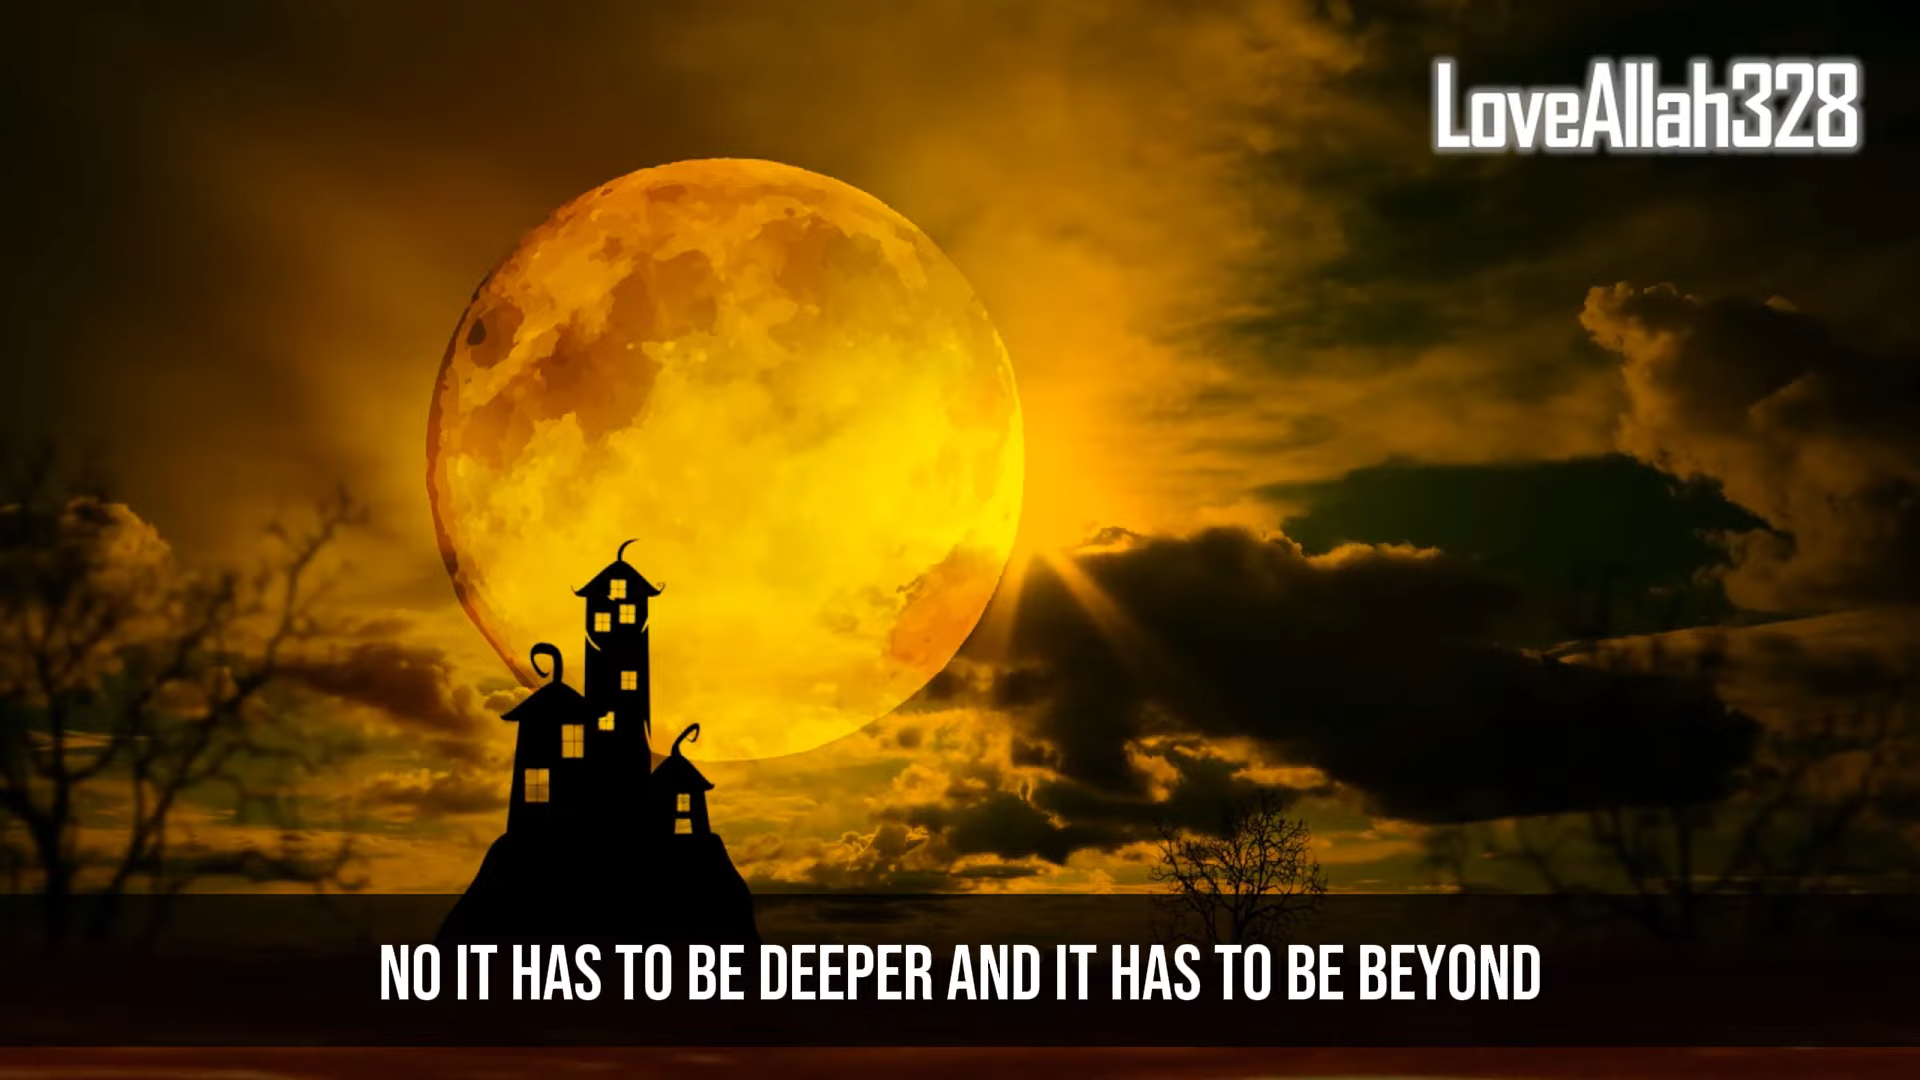 LoveAllah328
NO IT HAS TO BE DEEPER AND IT HAS TO BE BEYOND